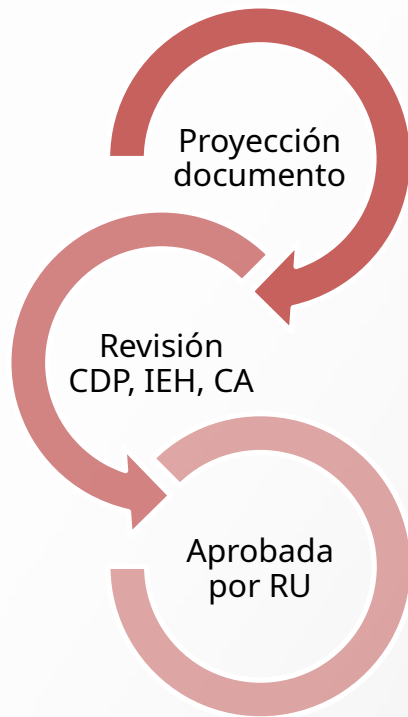 Proyección
documento
Revisión
CDP, IEH, CA
Aprobada
por RU